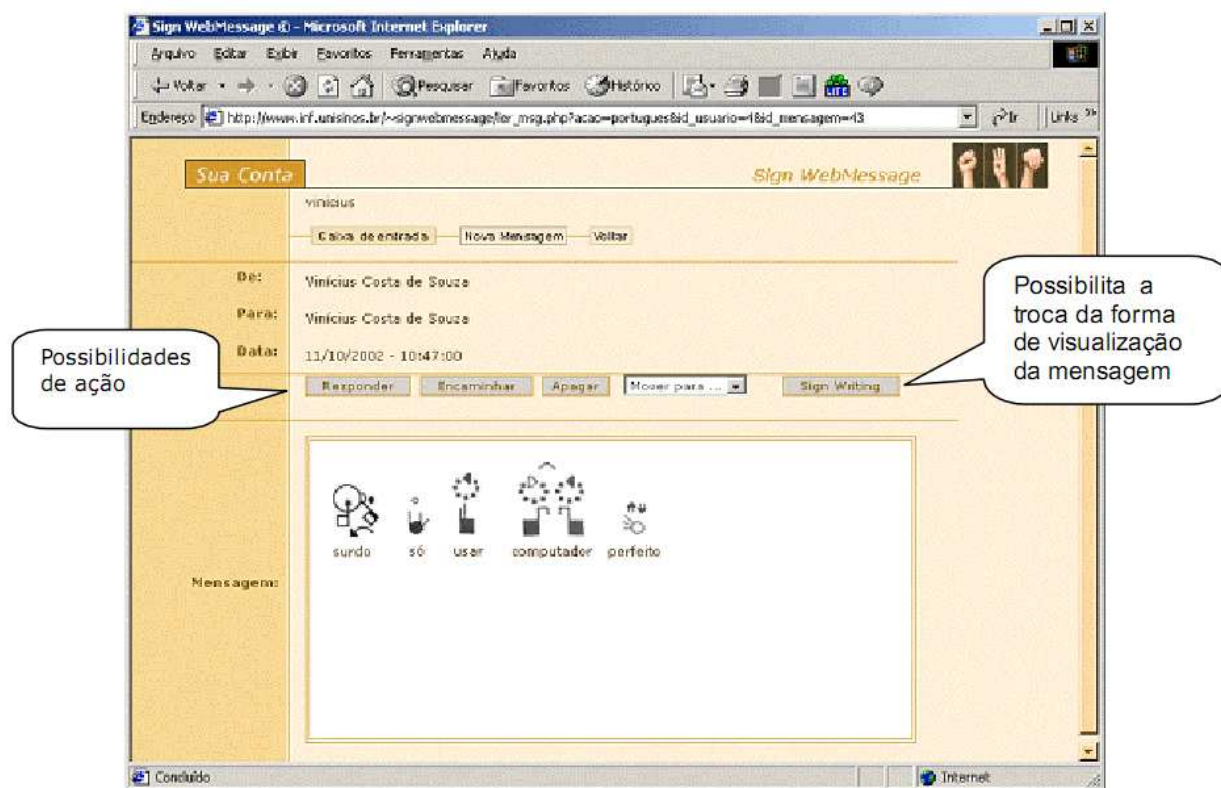 Sign WebMessage ® - Microsoft Internet Explorer
Arquivo Editar Exibir Favoritos Ferramentas Ajuda
Voltar Pesquisar Favoritos Histórico LITE
Endereço http://www.inf.unisinos.br/~signwebmessage/ler_msg.php?acao=portugues&id_usuario=4&id_mensagem=43 Ir Links »
Sua Conta Sign WebMessage
vinicius
Caixa de entrada Nova Mensagem Voltar
De: Vinícius Costa de Souza
Para: Vinícius Costa de Souza
Data: 11/10/2002 - 10:47:00
Possibilidades
de ação
Possibilita a
troca da forma
de visualização
da mensagem
Responder Encaminhar Apagar Mover para ... Sign Writing
surdo só usar computador perfeito
Mensagem:
Concluído Internet